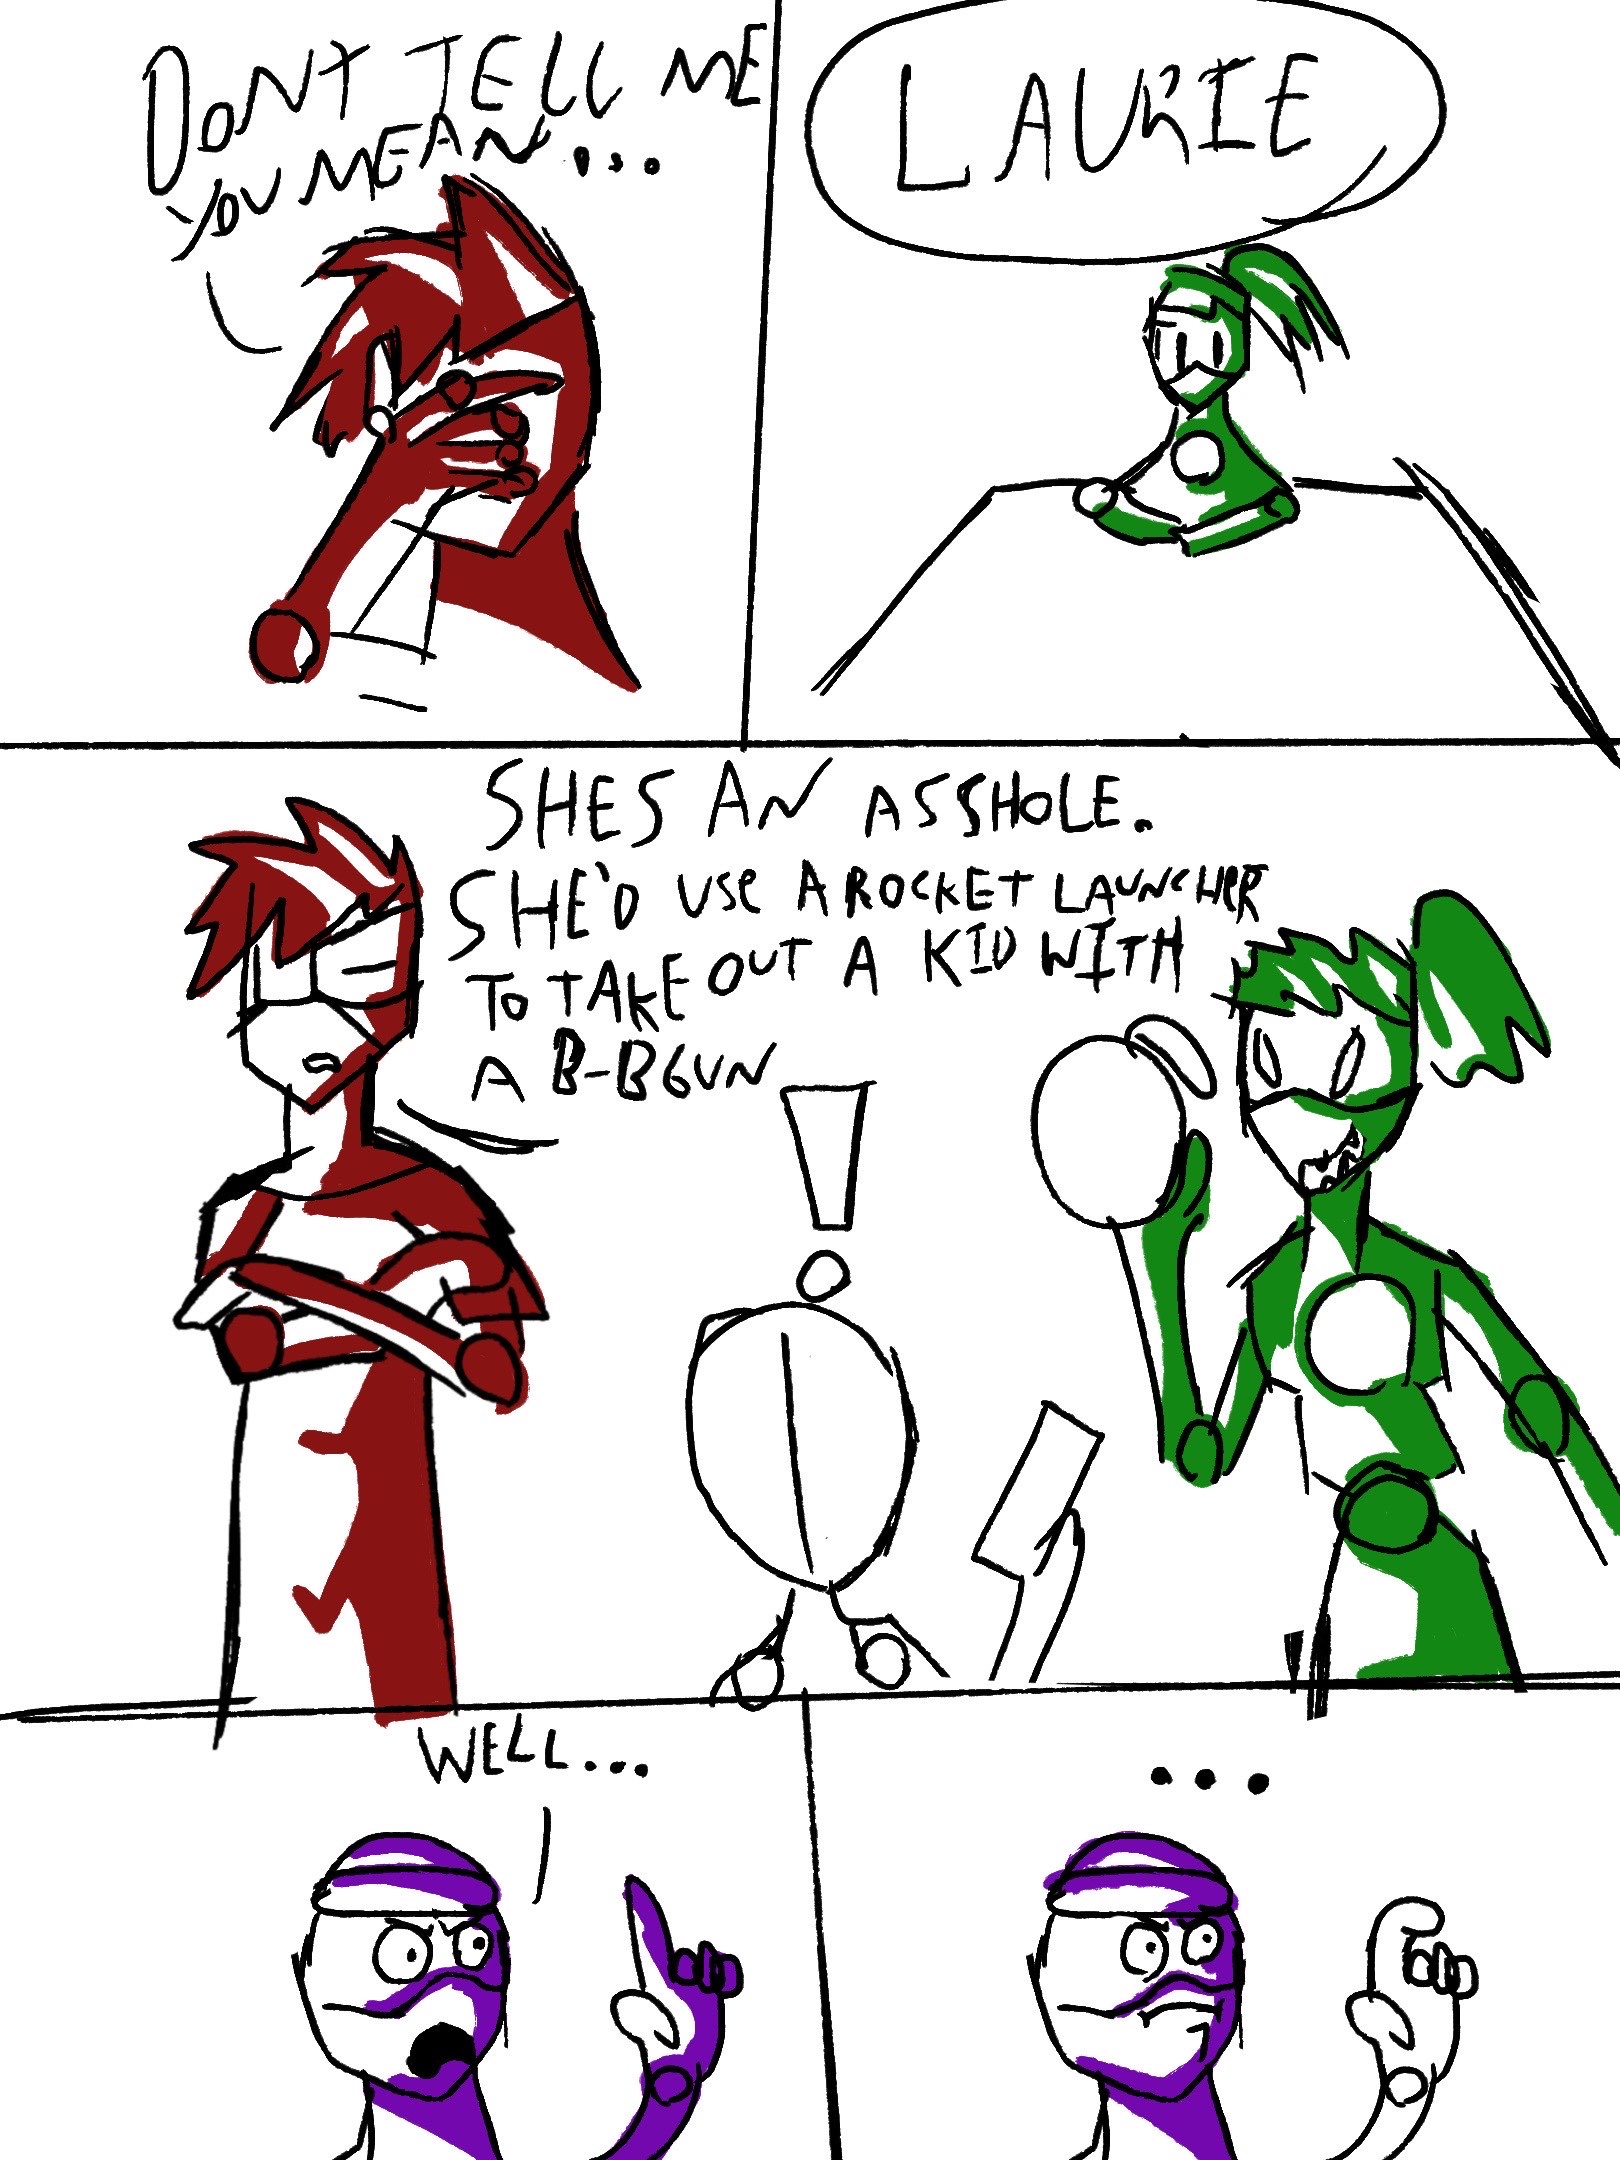 DONT TELL ME
YOU MEAN...
LAURIE
SHES AN ASSHOLE.
SHE'D USE A ROCKET LAUNCHER
TO TAKE OUT A KID WITH
A B-B GUN
!
WELL...
...